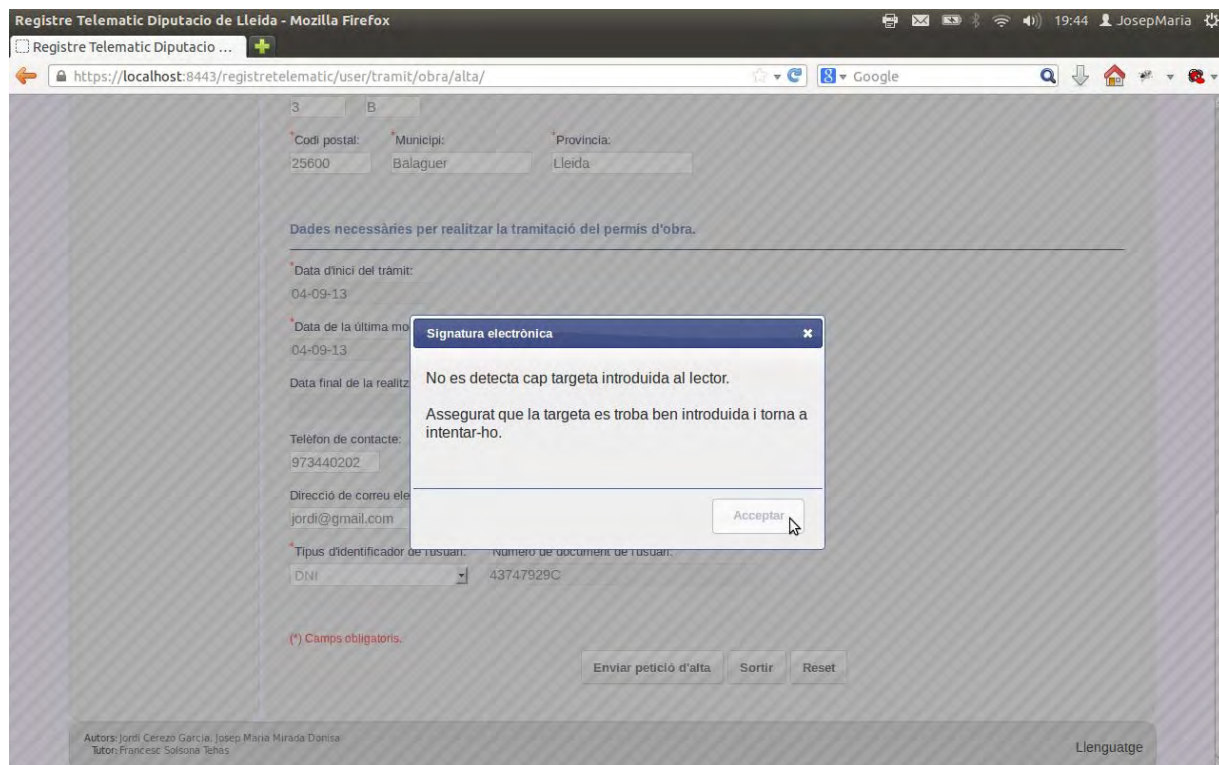 Registre Telematic Diputacio de Lleida - Mozilla Firefox 19:44 JosepMaria
Registre Telematic Diputacio ...
https://localhost:8443/registretelematic/user/tramit/obra/alta/ Google
3 B
*Codi postal: *Municipi: *Provincia:
25600 Balaguer Lleida
Dades necessàries per realitzar la tramitació del permís d'obra.
*Data d'inici del tràmit:
04-09-13
*Data de la última mo
04-09-13
Data final de la realitz
Telèfon de contacte:
973440202
Direcció de correu ele
jordi@gmail.com
*Tipus d'identificador de l'usuari: Número de document de l'usuari:
DNI 43747929C
(*) Camps obligatoris.
Enviar petició d'alta Sortir Reset
Signatura electrònica
No es detecta cap targeta introduida al lector.
Assegurat que la targeta es troba ben introduida i torna a
intentar-ho.
Acceptar
Autors: Jordi Cerezo Garcia, Josep Maria Mirada Donisa
Tutor: Francesc Solsona Tehas
Llenguatge